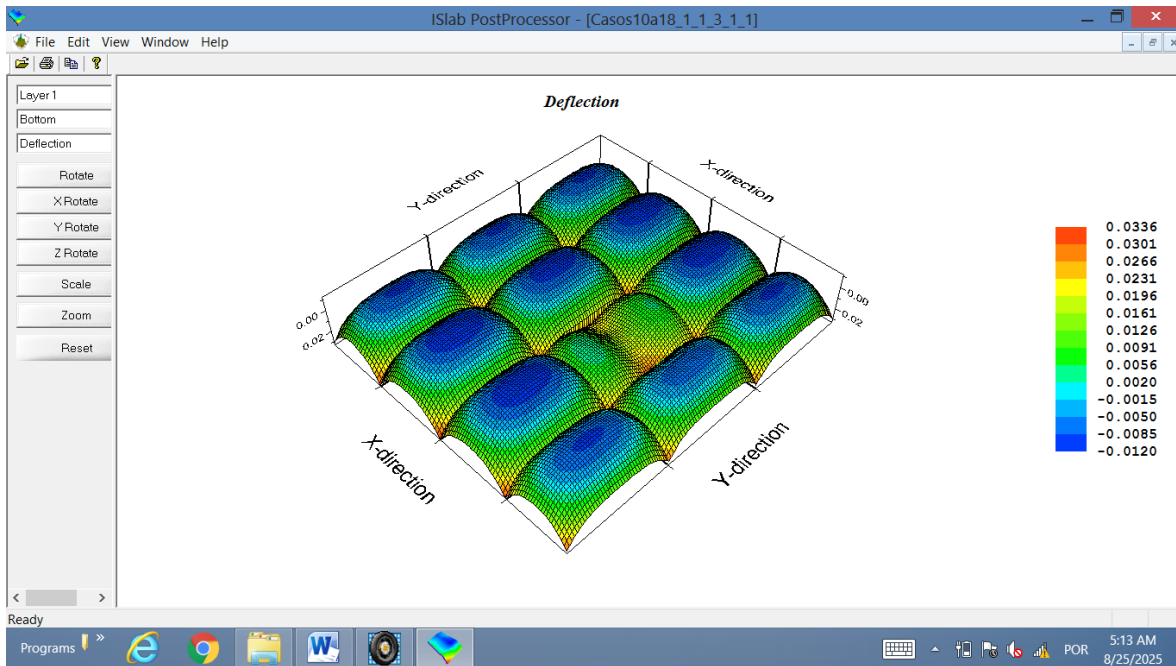 ISlab PostProcessor - [Casos10a18_1_1_3_1_1]
File Edit View Window Help
Layer 1
Bottom
Deflection
Rotate
X Rotate
Y Rotate
Z Rotate
Scale
Zoom
Reset
Deflection
Y-direction
X-direction
0.00
0.02
0.00
0.02
X-direction
Y-direction
0.0336
0.0301
0.0266
0.0231
0.0196
0.0161
0.0126
0.0091
0.0056
0.0020
-0.0015
-0.0050
-0.0085
-0.0120
Ready
Programs
POR
5:13 AM
8/25/2025